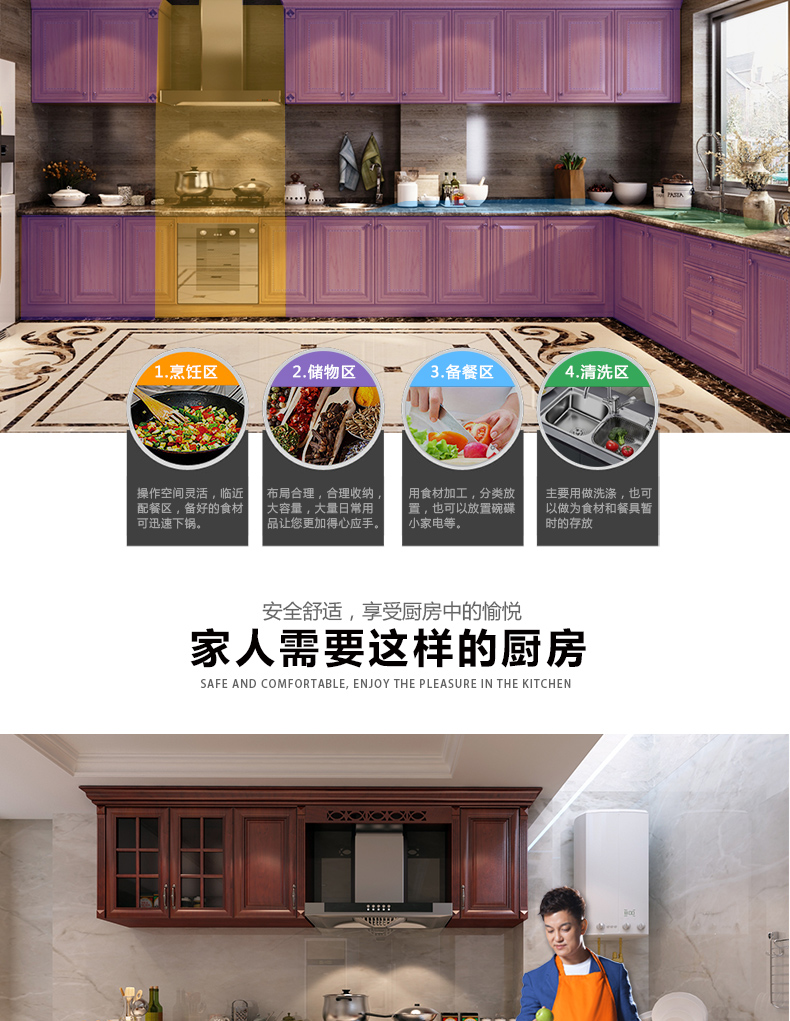 PASTA
1.烹饪区
2.储物区
3.备餐区
4.清洗区
操作空间灵活，临近
配餐区，备好的食材
可迅速下锅。
布局合理，合理收纳，
大容量，大量日常用
品让您更加得心应手。
用食材加工，分类放
置，也可以放置碗碟
小家电等。
主要用做洗涤，也可
以做为食材和餐具暂
时的存放
安全舒适，享受厨房中的愉悦
家人需要这样的厨房
SAFE AND COMFORTABLE, ENJOY THE PLEASURE IN THE KITCHEN